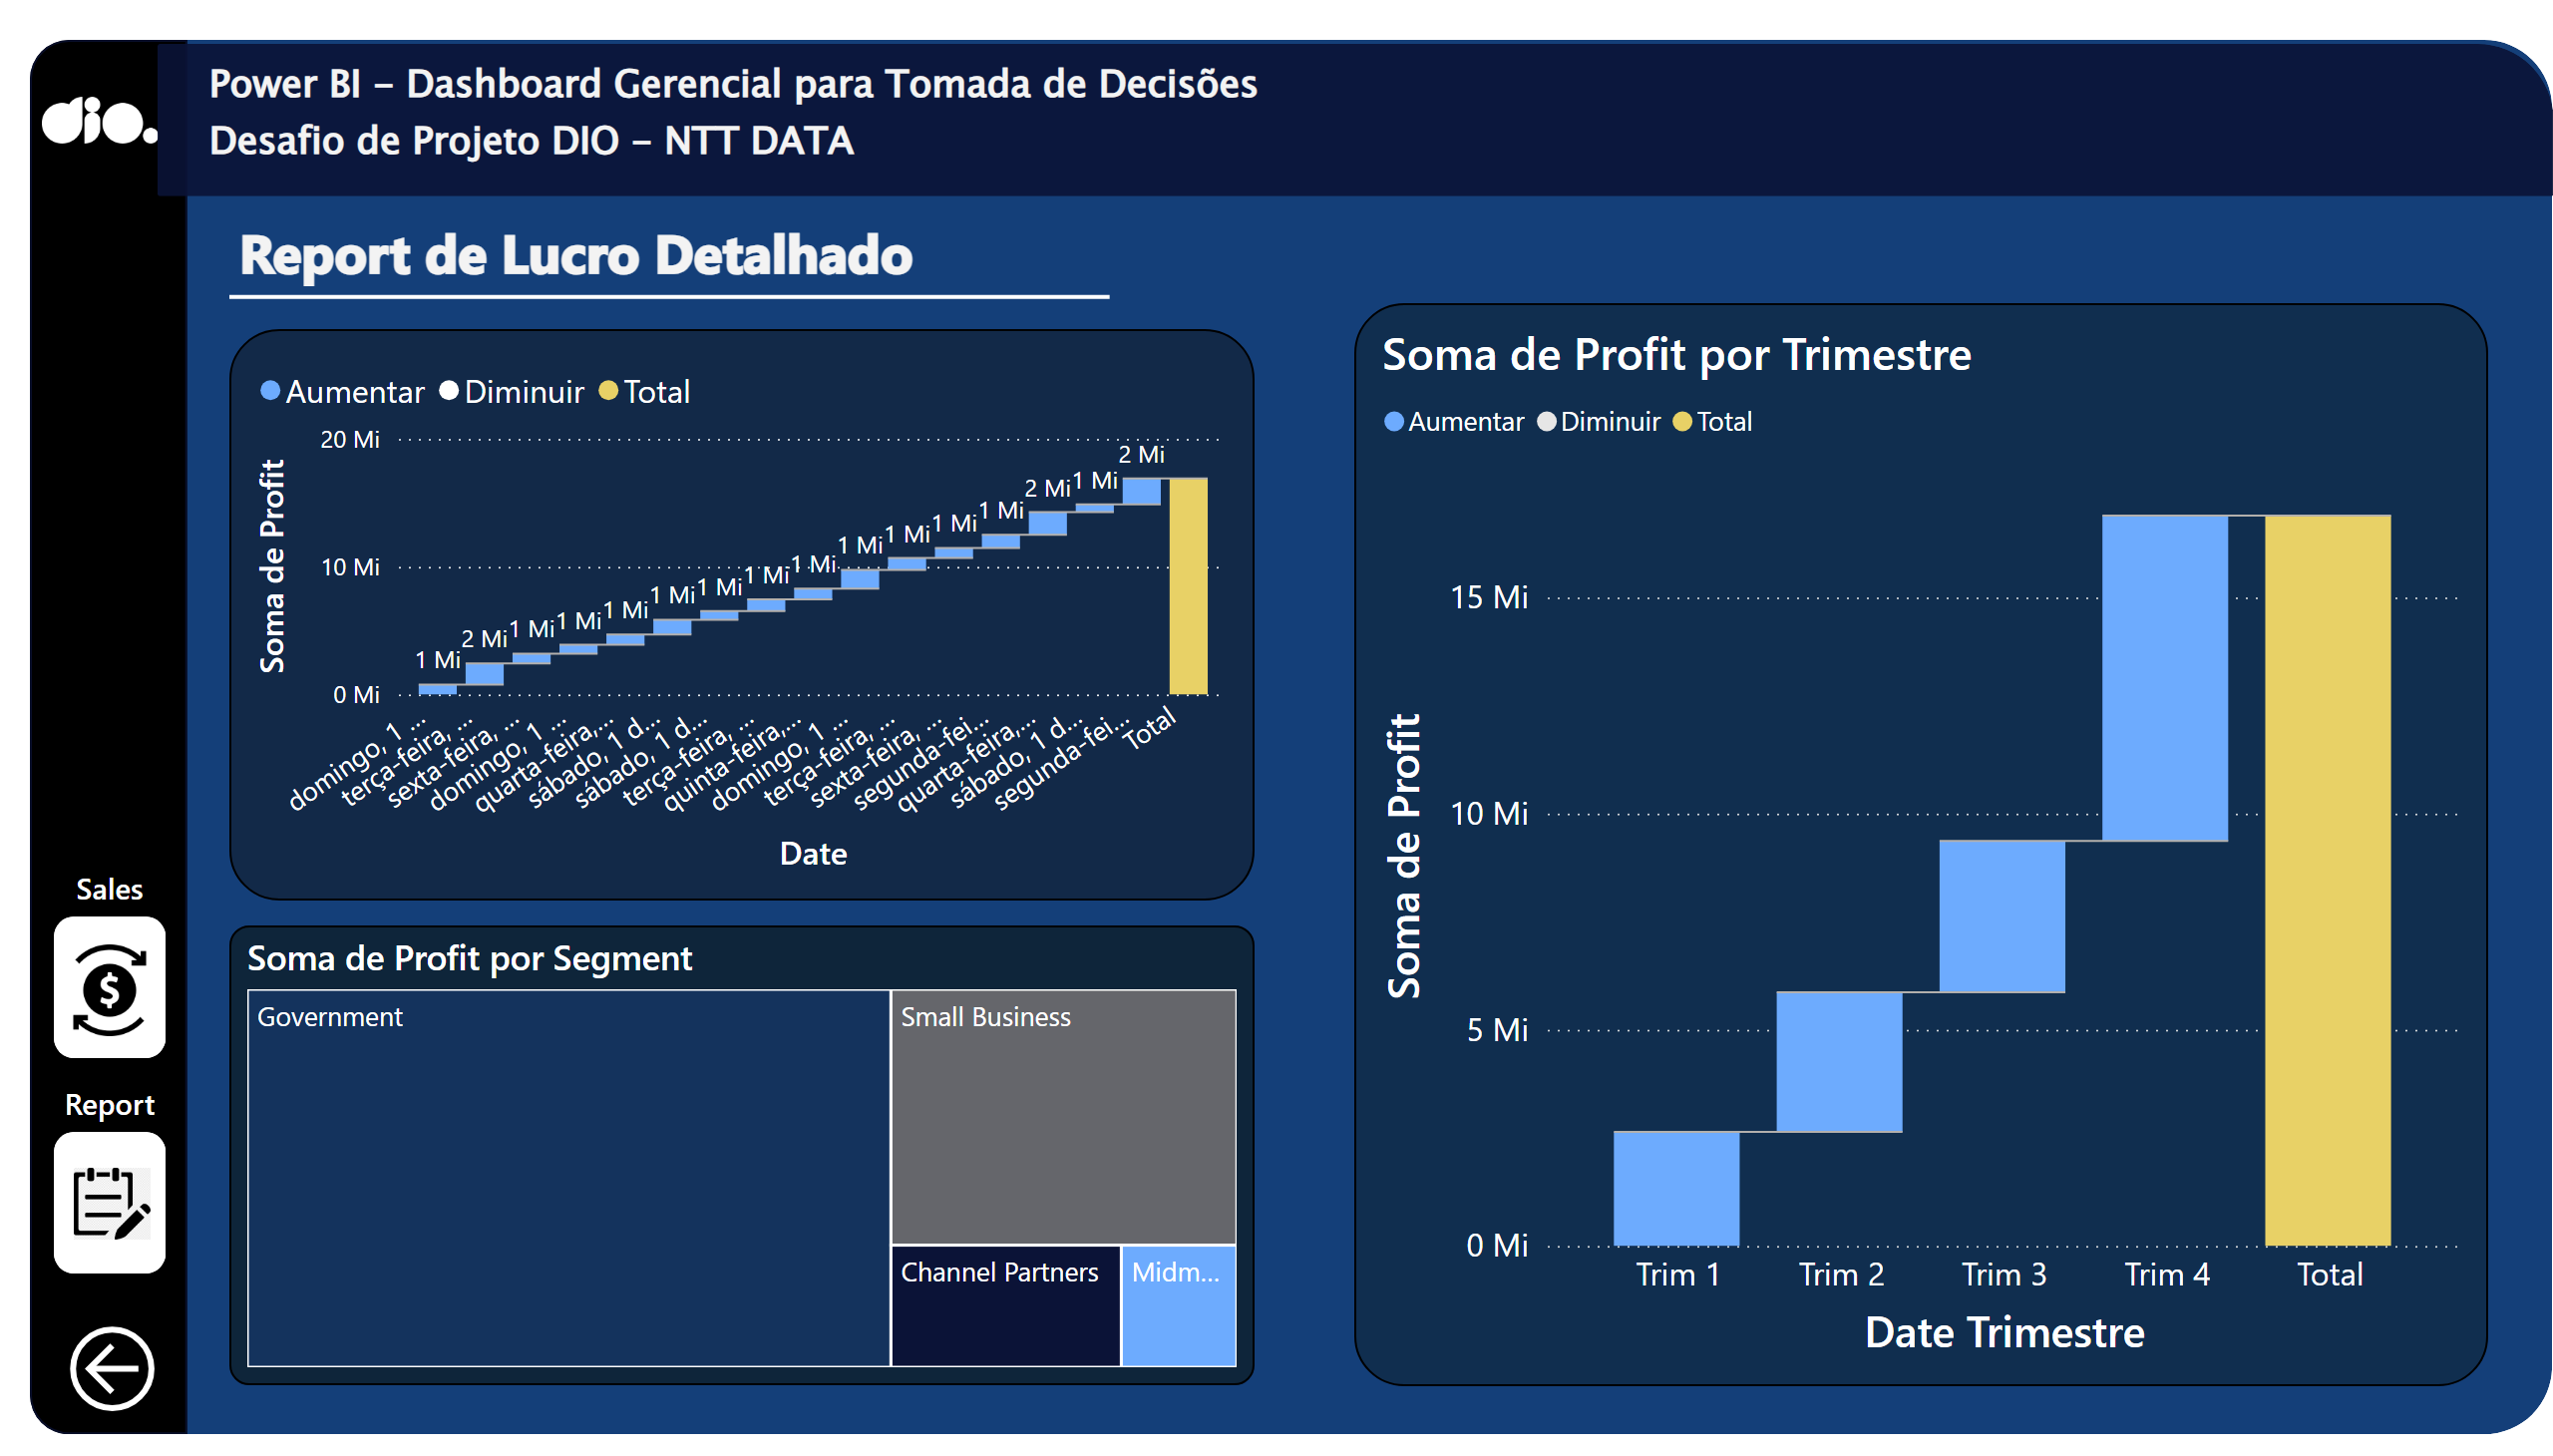 dio.
Power BI – Dashboard Gerencial para Tomada de Decisões
Desafio de Projeto DIO – NTT DATA
Report de Lucro Detalhado
Aumentar Diminuir Total
Soma de Profit
20 Mi
10 Mi
0 Mi
1 Mi
2 Mi
1 Mi
1 Mi
1 Mi
1 Mi
1 Mi
1 Mi
1 Mi
1 Mi
1 Mi
1 Mi
1 Mi
2 Mi
1 Mi
2 Mi
domingo, 1 ...
terça-feira, ...
sexta-feira, ...
domingo, 1 ...
quarta-feira,...
sábado, 1 d...
sábado, 1 d...
terça-feira, ...
quinta-feira,...
domingo, 1 ...
terça-feira, ...
sexta-feira, ...
segunda-fei...
quarta-feira,...
sábado, 1 d...
segunda-fei...
Total
Date
Soma de Profit por Segment
Government
Small Business
Channel Partners
Midm...
Soma de Profit por Trimestre
Aumentar Diminuir Total
Soma de Profit
15 Mi
10 Mi
5 Mi
0 Mi
Trim 1 Trim 2 Trim 3 Trim 4 Total
Date Trimestre
Sales
$
Report